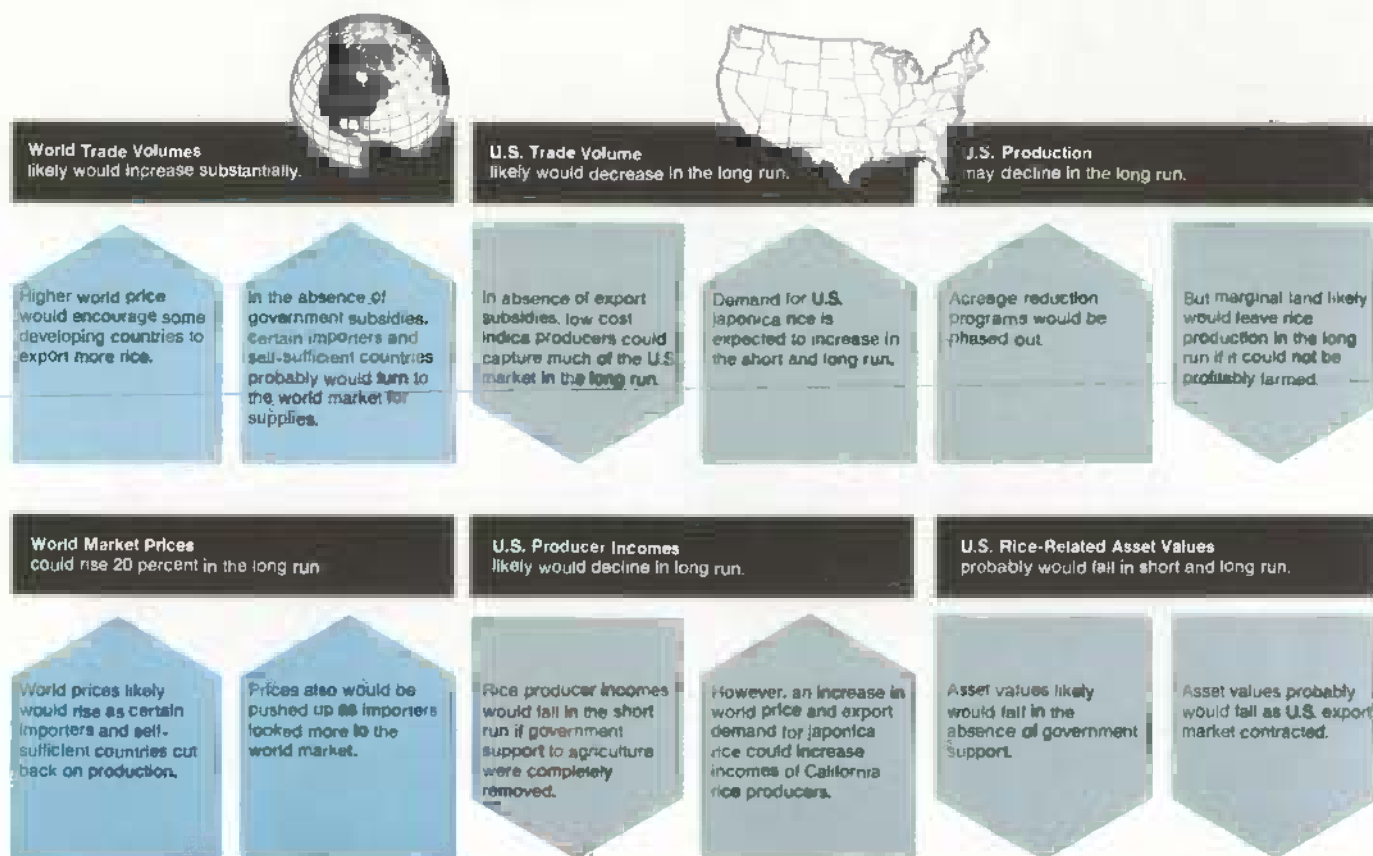 World Trade Volumes
likely would increase substantially.
U.S. Trade Volume
likely would decrease in the long run.
U.S. Production
may decline in the long run.
Higher world price
would encourage some
developing countries to
export more rice.
In the absence of
government subsidies,
certain importers and
self-sufficient countries
probably would turn to
the world market for
supplies.
In absence of export
subsidies, low cost
indica producers could
capture much of the U.S.
market in the long run.
Demand for U.S.
japonica rice is
expected to increase in
the short and long run.
Acreage reduction
programs would be
phased out.
But marginal land likely
would leave rice
production in the long
run if it could not be
profitably farmed.
World Market Prices
could rise 20 percent in the long run
U.S. Producer Incomes
likely would decline in long run.
U.S. Rice-Related Asset Values
probably would fall in short and long run.
World prices likely
would rise as certain
importers and self-
sufficient countries cut
back on production.
Prices also would be
pushed up as importers
looked more to the
world market.
Rice producer incomes
would fall in the short
run if government
support to agriculture
were completely
removed.
However, an increase in
world price and export
demand for japonica
rice could increase
incomes of California
rice producers.
Asset values likely
would fall in the
absence of government
support.
Asset values probably
would fall as U.S. export
market contracted.